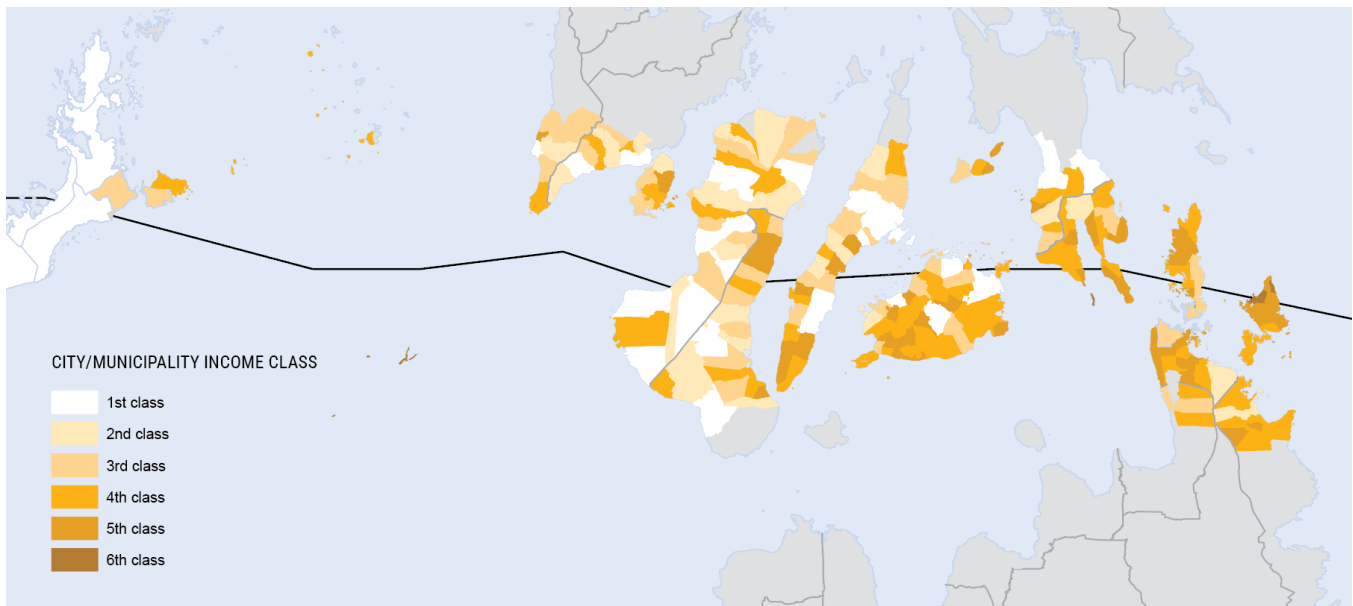 CITY/MUNICIPALITY INCOME CLASS
1st class
2nd class
3rd class
4th class
5th class
6th class